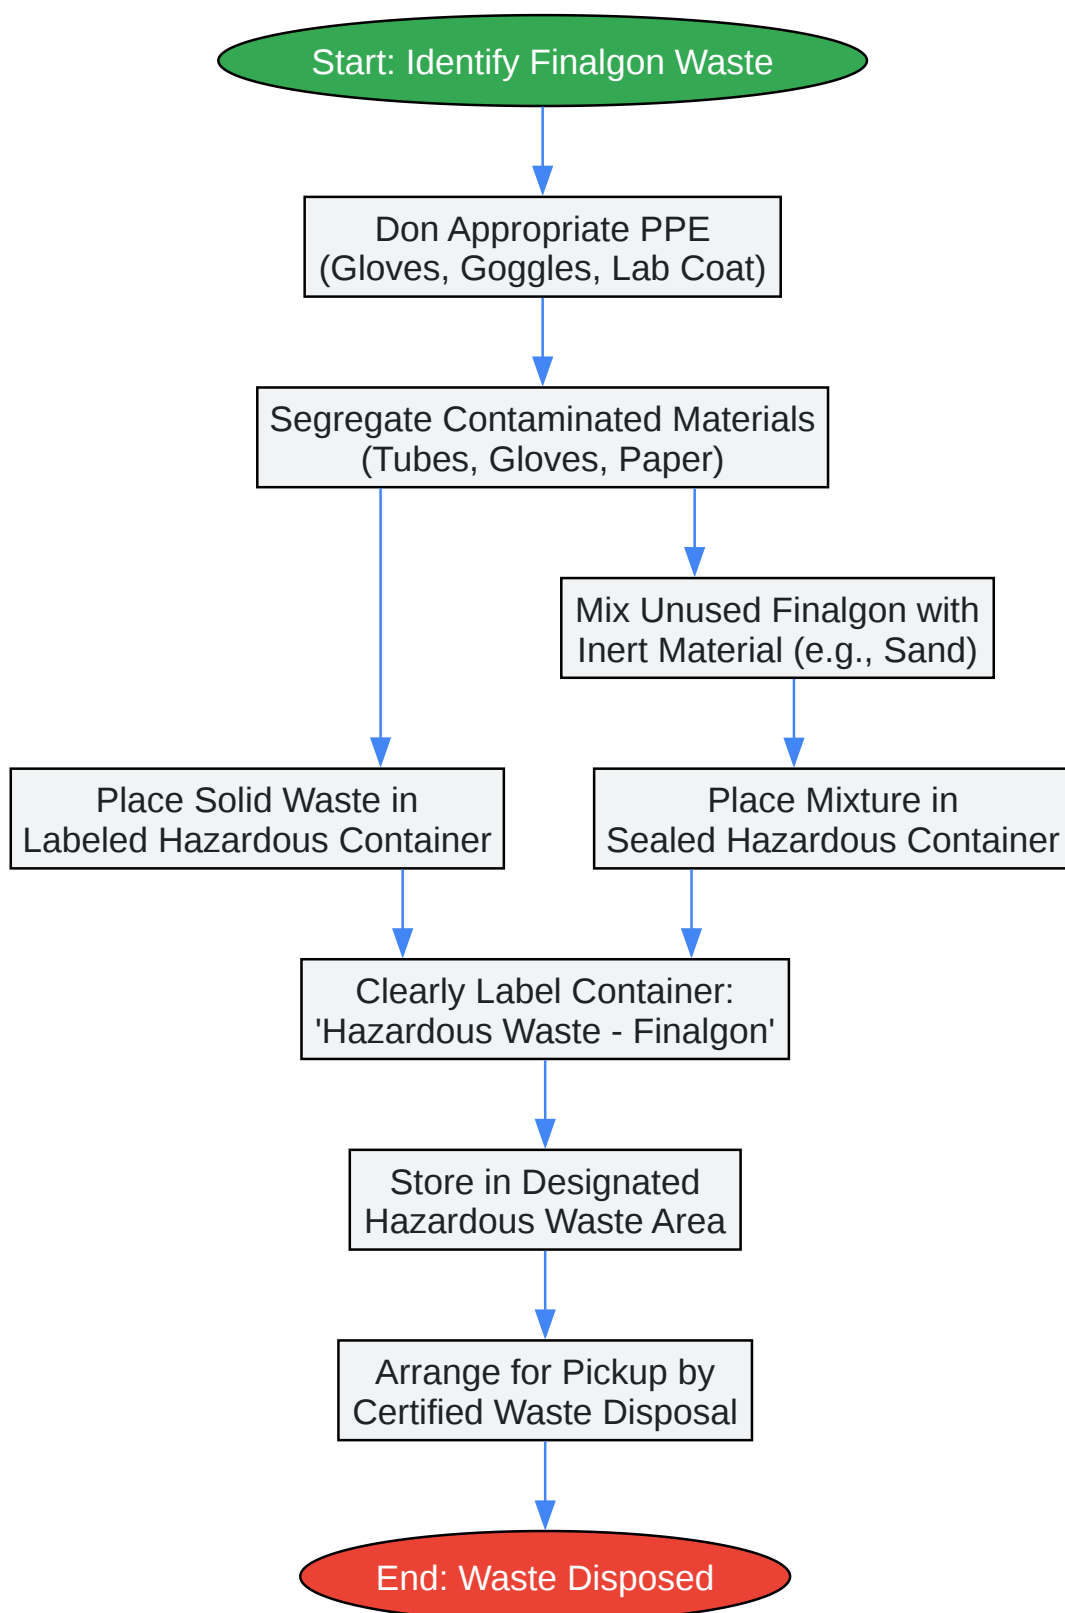 Start: Identify Finalgon Waste
Don Appropriate PPE
(Gloves, Goggles, Lab Coat)
Segregate Contaminated Materials
(Tubes, Gloves, Paper)
Mix Unused Finalgon with
Inert Material (e.g., Sand)
Place Solid Waste in
Labeled Hazardous Container
Place Mixture in
Sealed Hazardous Container
Clearly Label Container:
'Hazardous Waste - Finalgon'
Store in Designated
Hazardous Waste Area
Arrange for Pickup by
Certified Waste Disposal
End: Waste Disposed